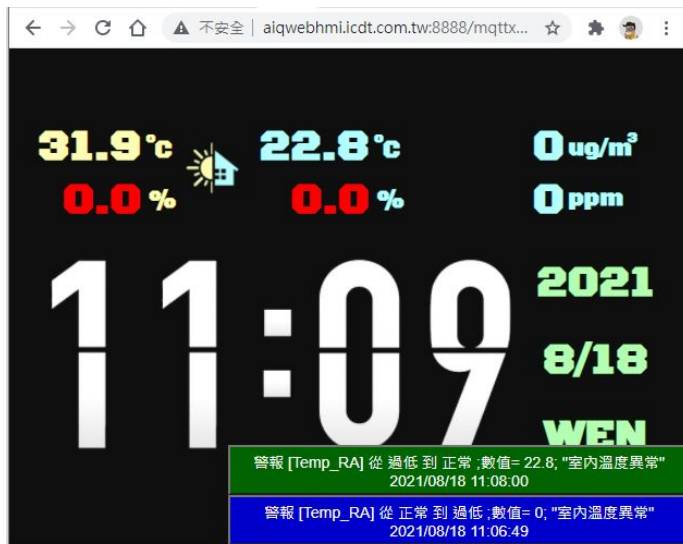 不安全 | aiqwebhmi.icdt.com.tw:8888/mqttx...
31.9°c 22.8°c 0 ug/m³
0.0 % 0.0 % 0 ppm
11:09
2021
8/18
WEN
警報 [Temp_RA] 從 過低 到 正常 ;數值= 22.8; "室內溫度異常"
2021/08/18 11:08:00
警報 [Temp_RA] 從 正常 到 過低 ;數值= 0; "室內溫度異常"
2021/08/18 11:06:49